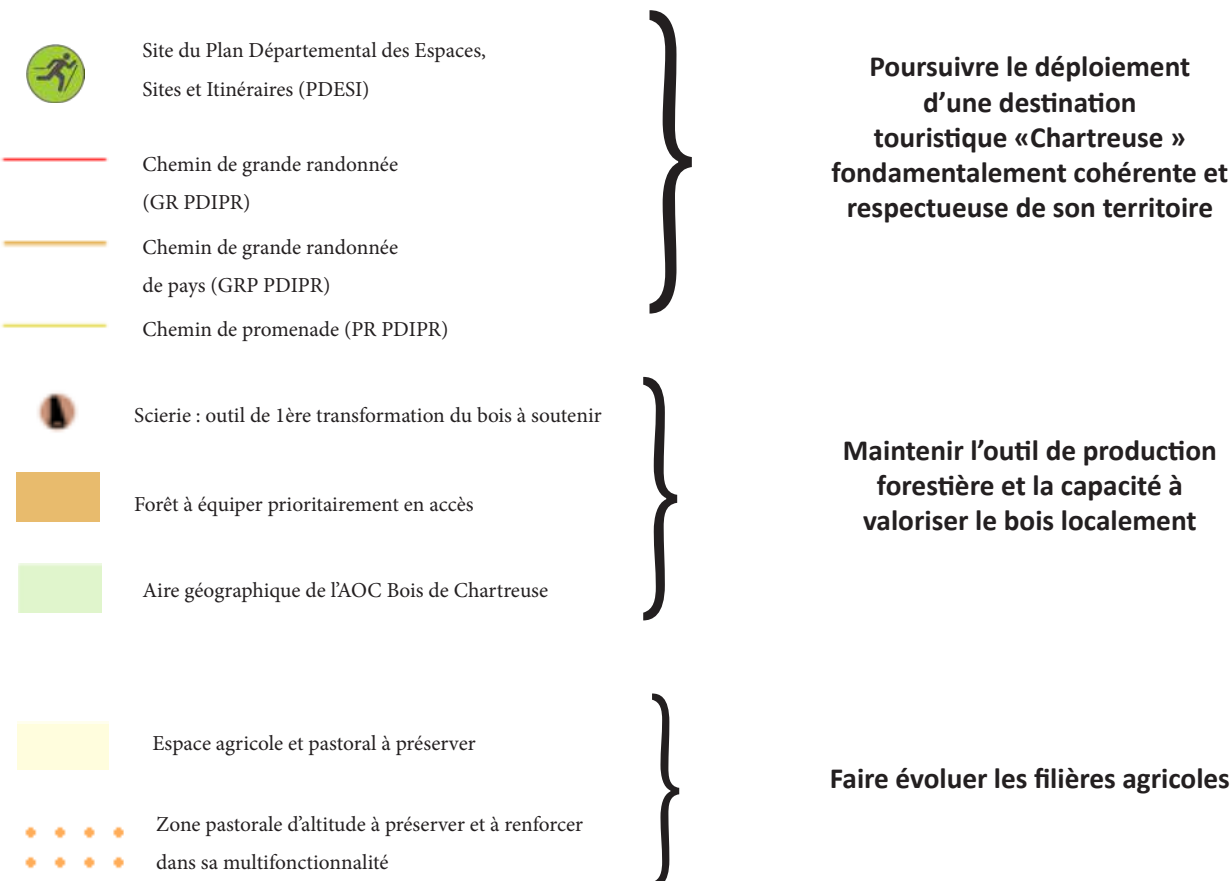 Site du Plan Départemental des Espaces,
Sites et Itinéraires (PDESI)
Chemin de grande randonnée
(GR PDIPR)
Chemin de grande randonnée
de pays (GRP PDIPR)
Chemin de promenade (PR PDIPR)
Poursuivre le déploiement
d’une destination
touristique «Chartreuse »
fondamentalement cohérente et
respectueuse de son territoire
Scierie : outil de 1ère transformation du bois à soutenir
Forêt à équiper prioritairement en accès
Aire géographique de l’AOC Bois de Chartreuse
Maintenir l’outil de production
forestière et la capacité à
valoriser le bois localement
Espace agricole et pastoral à préserver
Zone pastorale d’altitude à préserver et à renforcer
dans sa multifonctionnalité
Faire évoluer les filières agricoles